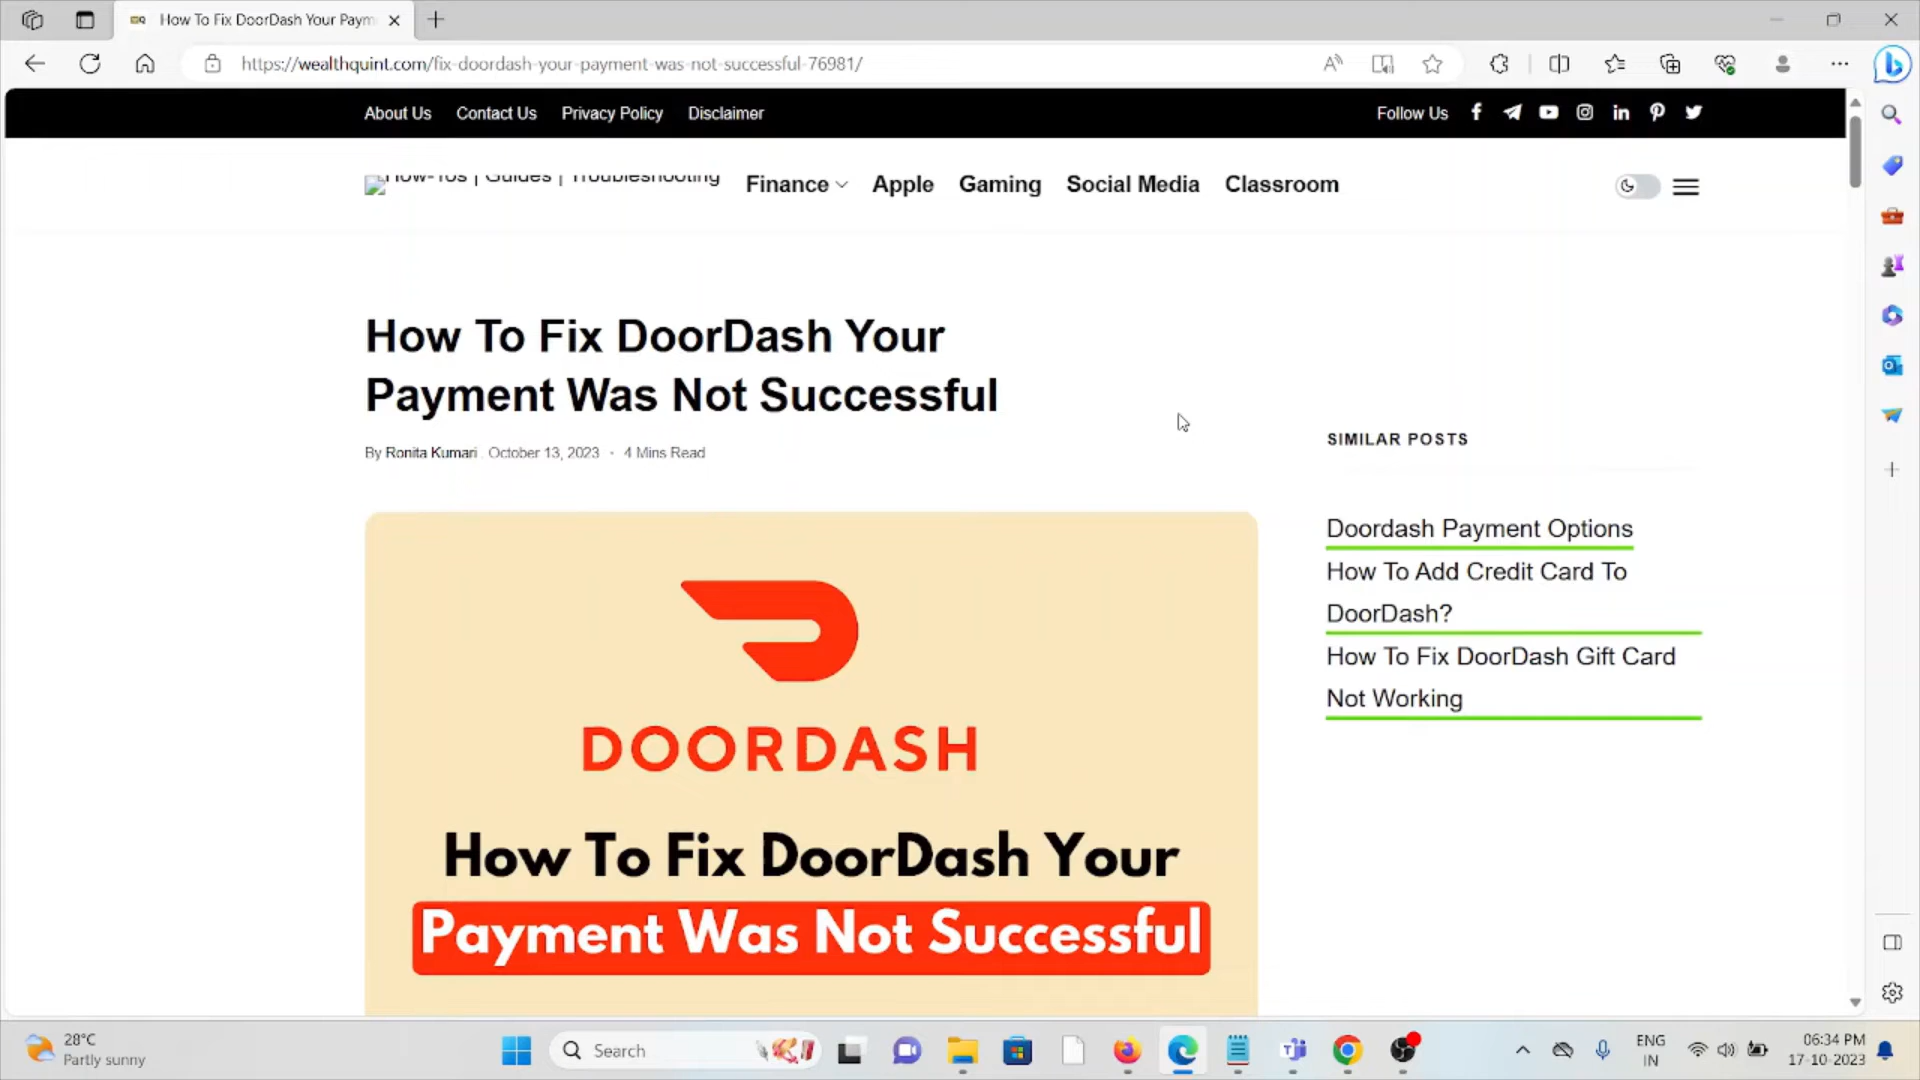 How To Fix DoorDash Your Paym
https://wealthquint.com/fix-doordash-your-payment-was-not-successful-76981/
About Us Contact Us Privacy Policy Disclaimer
Follow Us
How-Tos | Guides | Troubleshooting
Finance Apple Gaming Social Media Classroom
How To Fix DoorDash Your
Payment Was Not Successful
By Ronita Kumari . October 13, 2023 • 4 Mins Read
SIMILAR POSTS
Doordash Payment Options
How To Add Credit Card To
DoorDash?
How To Fix DoorDash Gift Card
Not Working
DOORDASH
How To Fix DoorDash Your
Payment Was Not Successful
28°C
Partly sunny
Search
ENG
IN
06:34 PM
17-10-2023